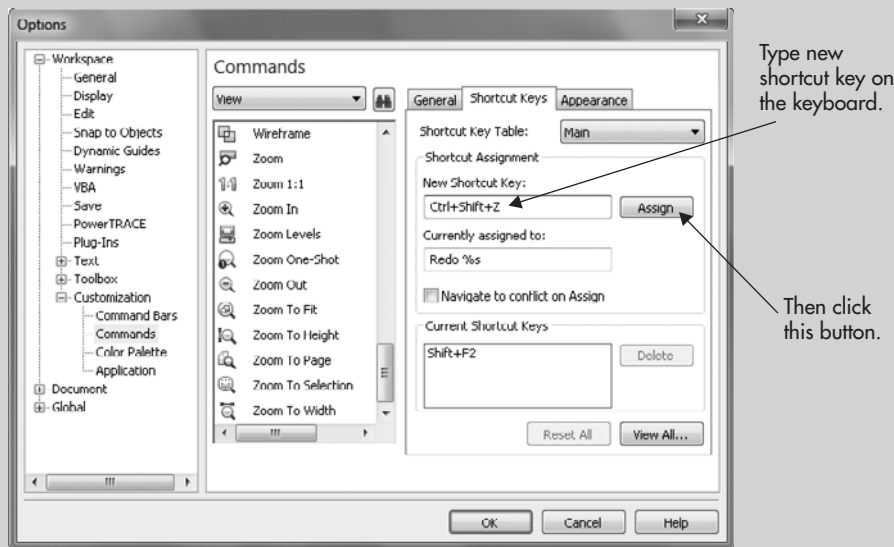 Options
Workspace
General
Display
Edit
Snap to Objects
Dynamic Guides
Warnings
VBA
Save
PowerTRACE
Plug-Ins
Text
Toolbox
Customization
Command Bars
Commands
Color Palette
Application
Document
Global
Commands
View
Wireframe
Zoom
1:1 Zoom 1:1
Zoom In
Zoom Levels
Zoom One-Shot
Zoom Out
Zoom To Fit
Zoom To Height
Zoom To Page
Zoom To Selection
Zoom To Width
General Shortcut Keys Appearance
Shortcut Key Table: Main
Shortcut Assignment
New Shortcut Key:
Ctrl+Shift+Z Assign
Currently assigned to:
Redo %s
Navigate to conflict on Assign
Current Shortcut Keys
Shift+F2 Delete
Reset All View All...
OK Cancel Help
Type new
shortcut key on
the keyboard.
Then click
this button.